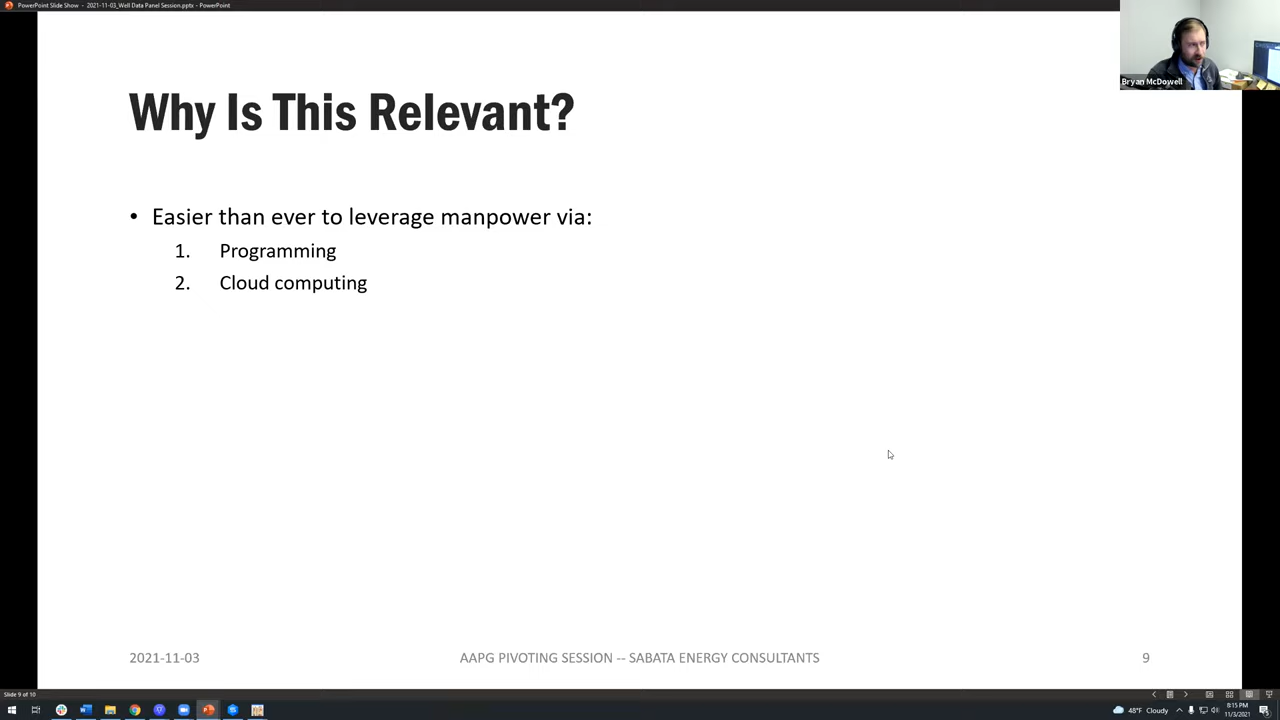 PowerPoint Slide Show - 2021-11-03_Well Data Panel Session.pptx - PowerPoint
Bryan McDowell
Why Is This Relevant?
• Easier than ever to leverage manpower via:
1. Programming
2. Cloud computing
2021-11-03
AAPG PIVOTING SESSION -- SABATA ENERGY CONSULTANTS
9
Slide 9 of 10
48°F Cloudy
8:15 PM
11/3/2021